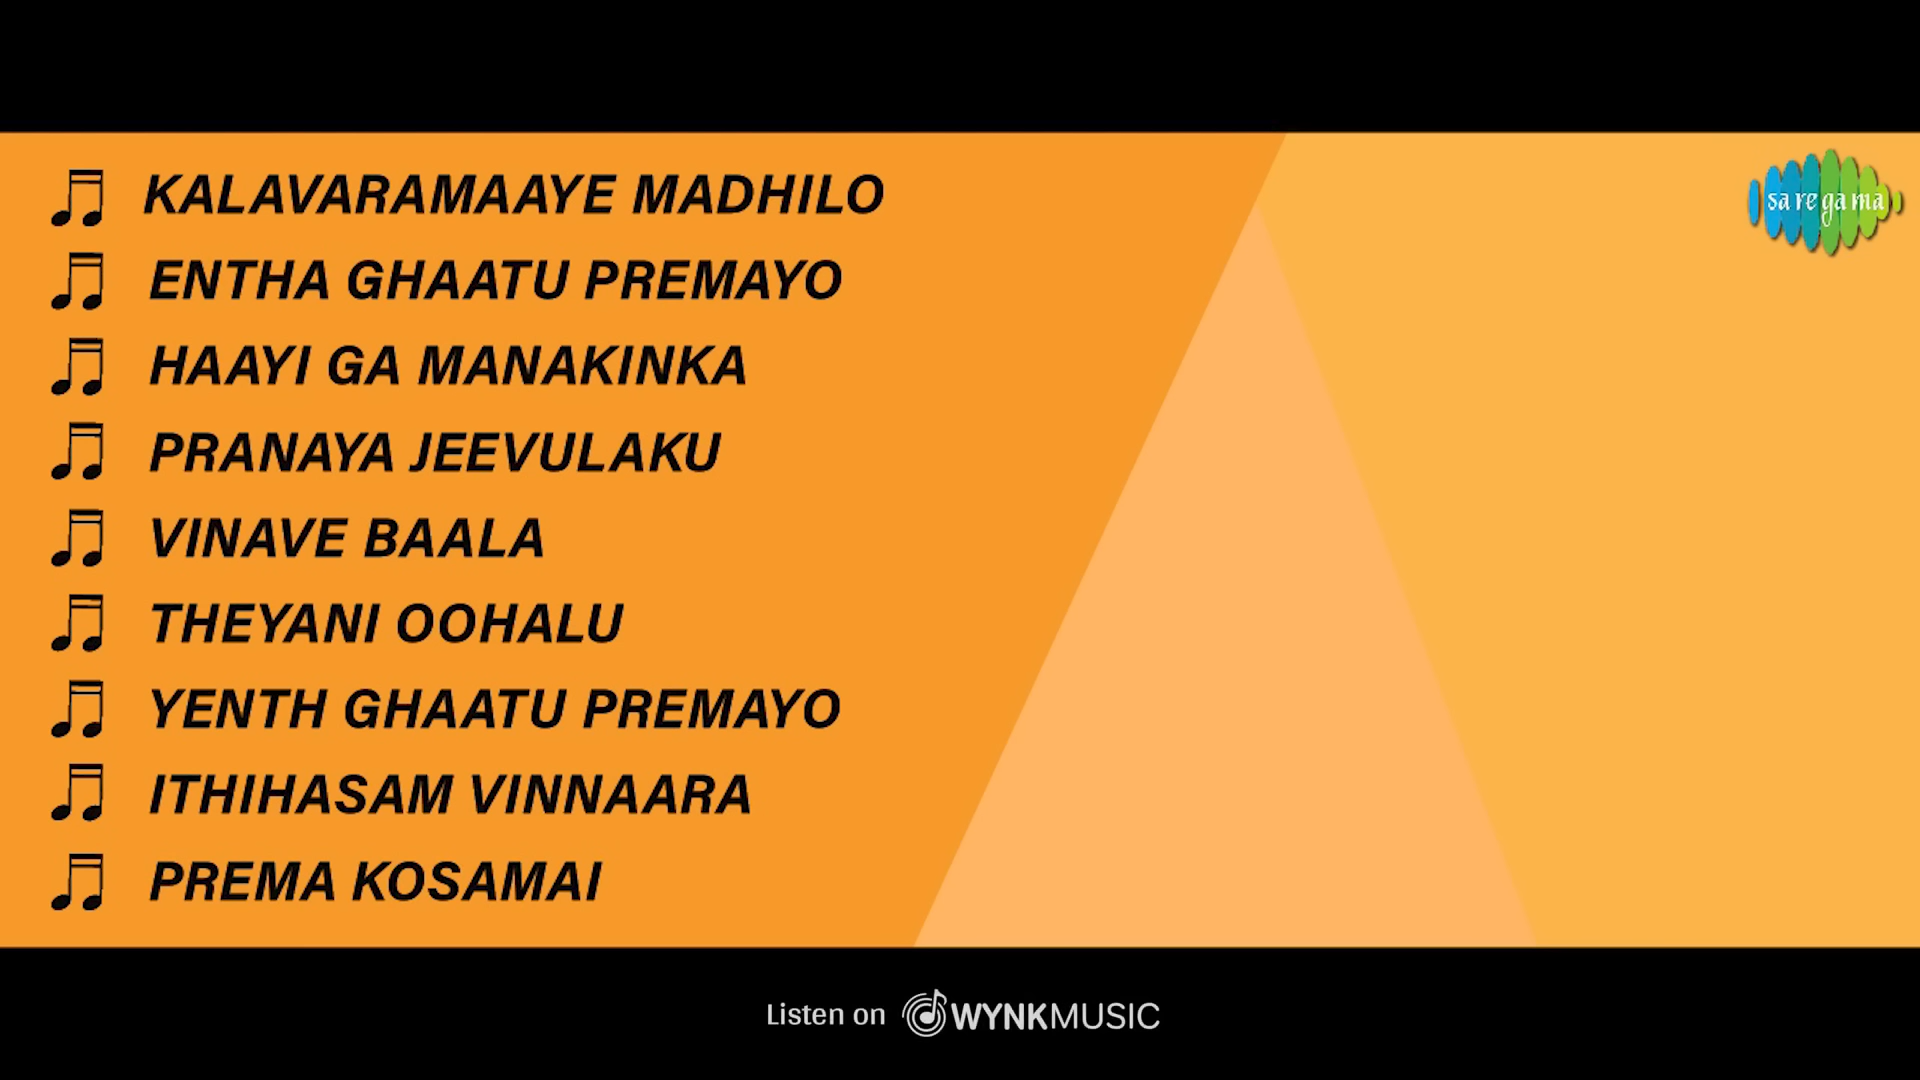 KALAVARAMAAYE MADHILO
sa re ga ma
ENTHA GHAATU PREMAYO
HAAYI GA MANAKINKA
PRANAYA JEEVULAKU
VINAVE BAALA
THEYANI OOHALU
YENTH GHAATU PREMAYO
ITHIHASAM VINNAARA
PREMA KOSAMAI
Listen on WYNKMUSIC